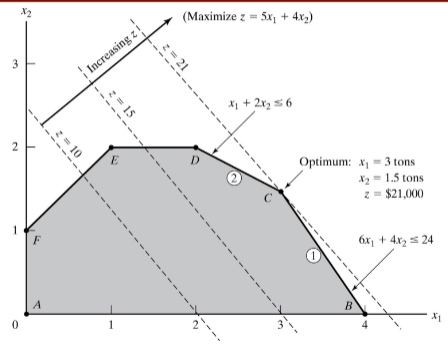 x₂
(Maximize z = 5x₁ + 4x₂)
Increasing z
z = 21
3
z = 15
x₁ + 2x₂ ≤ 6
z = 10
2
E
D
Optimum: x₁ = 3 tons
x₂ = 1.5 tons
z = $21,000
2
C
1
F
6x₁ + 4x₂ ≤ 24
1
A
B
0
1
2
3
4
x₁